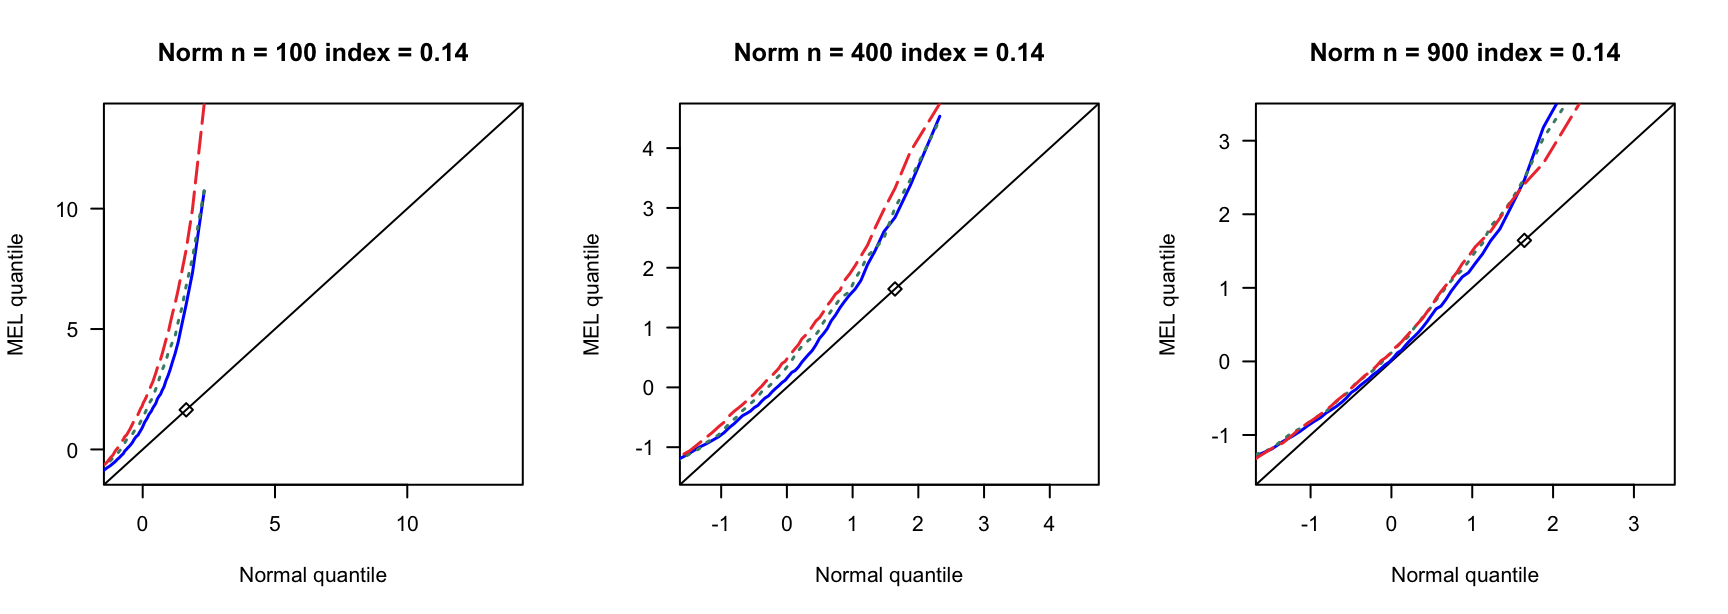 Norm n = 100 index = 0.14
MEL quantile
10
5
0
0 5 10
Normal quantile
Norm n = 400 index = 0.14
MEL quantile
4
3
2
1
0
-1
-1 0 1 2 3 4
Normal quantile
Norm n = 900 index = 0.14
MEL quantile
3
2
1
0
-1
-1 0 1 2 3
Normal quantile